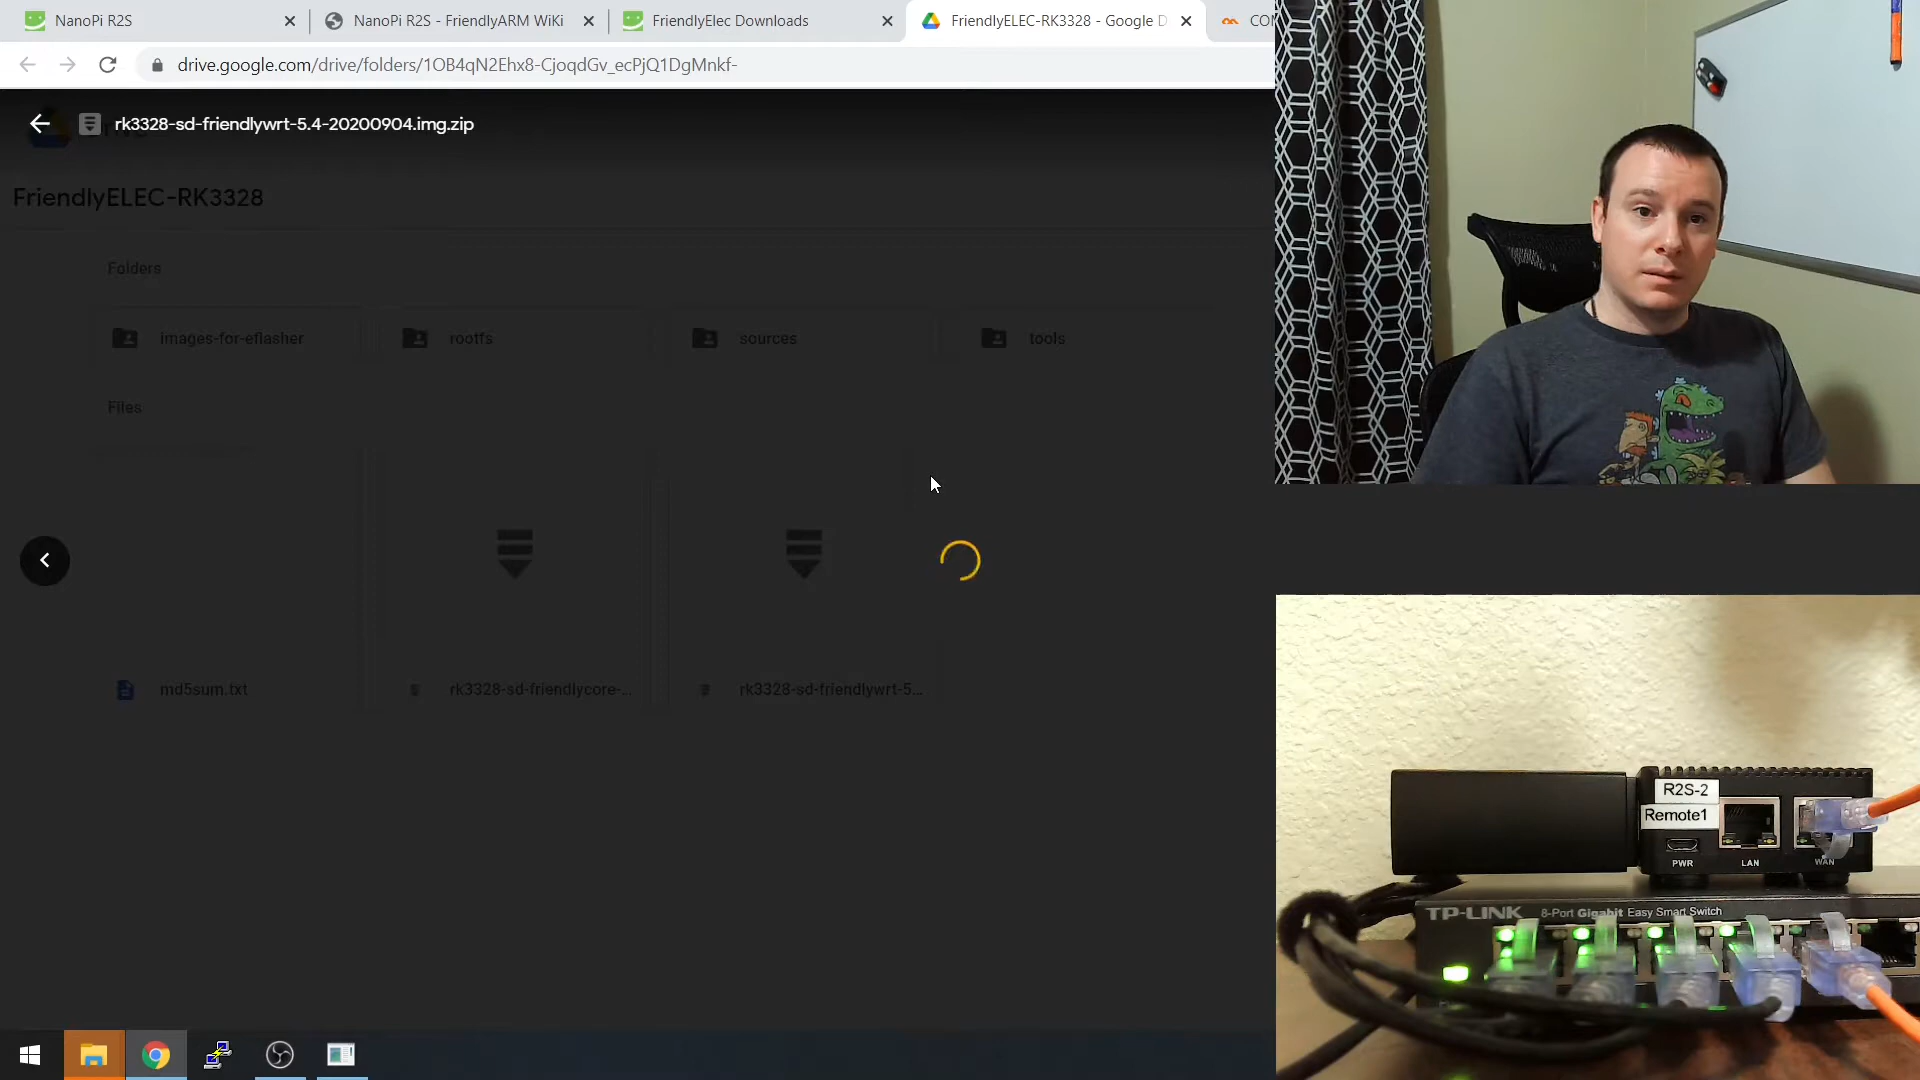 NanoPi R2S
NanoPi R2S - FriendlyARM WiKi
FriendlyElec Downloads
FriendlyELEC-RK3328 - Google D
drive.google.com/drive/folders/1OB4qN2Ehx8-CjoqdGv_ecPjQ1DgMnkf-
rk3328-sd-friendlywrt-5.4-20200904.img.zip
FriendlyELEC-RK3328
Folders
images-for-eflasher
rootfs
sources
tools
Files
md5sum.txt
rk3328-sd-friendlycore-...
rk3328-sd-friendlywrt-5...
R2S-2
Remote1
PWR
LAN
WAN
TP-LINK 8-Port Gigabit Easy Smart Switch